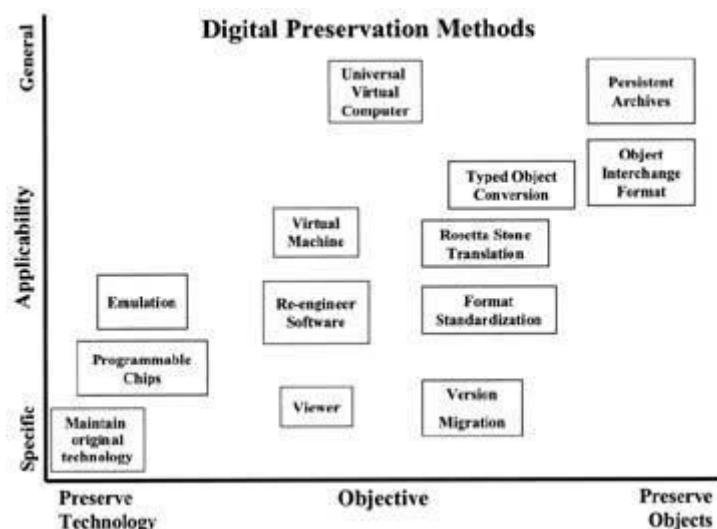 Digital Preservation Methods
General
Applicability
Specific
Universal
Virtual
Computer
Persistent
Archives
Object
Interchange
Format
Typed Object
Conversion
Virtual
Machine
Rosetta Stone
Translation
Emulation
Re-engineer
Software
Format
Standardization
Programmable
Chips
Viewer
Version
Migration
Maintain
original
technology
Preserve
Technology
Objective
Preserve
Objects